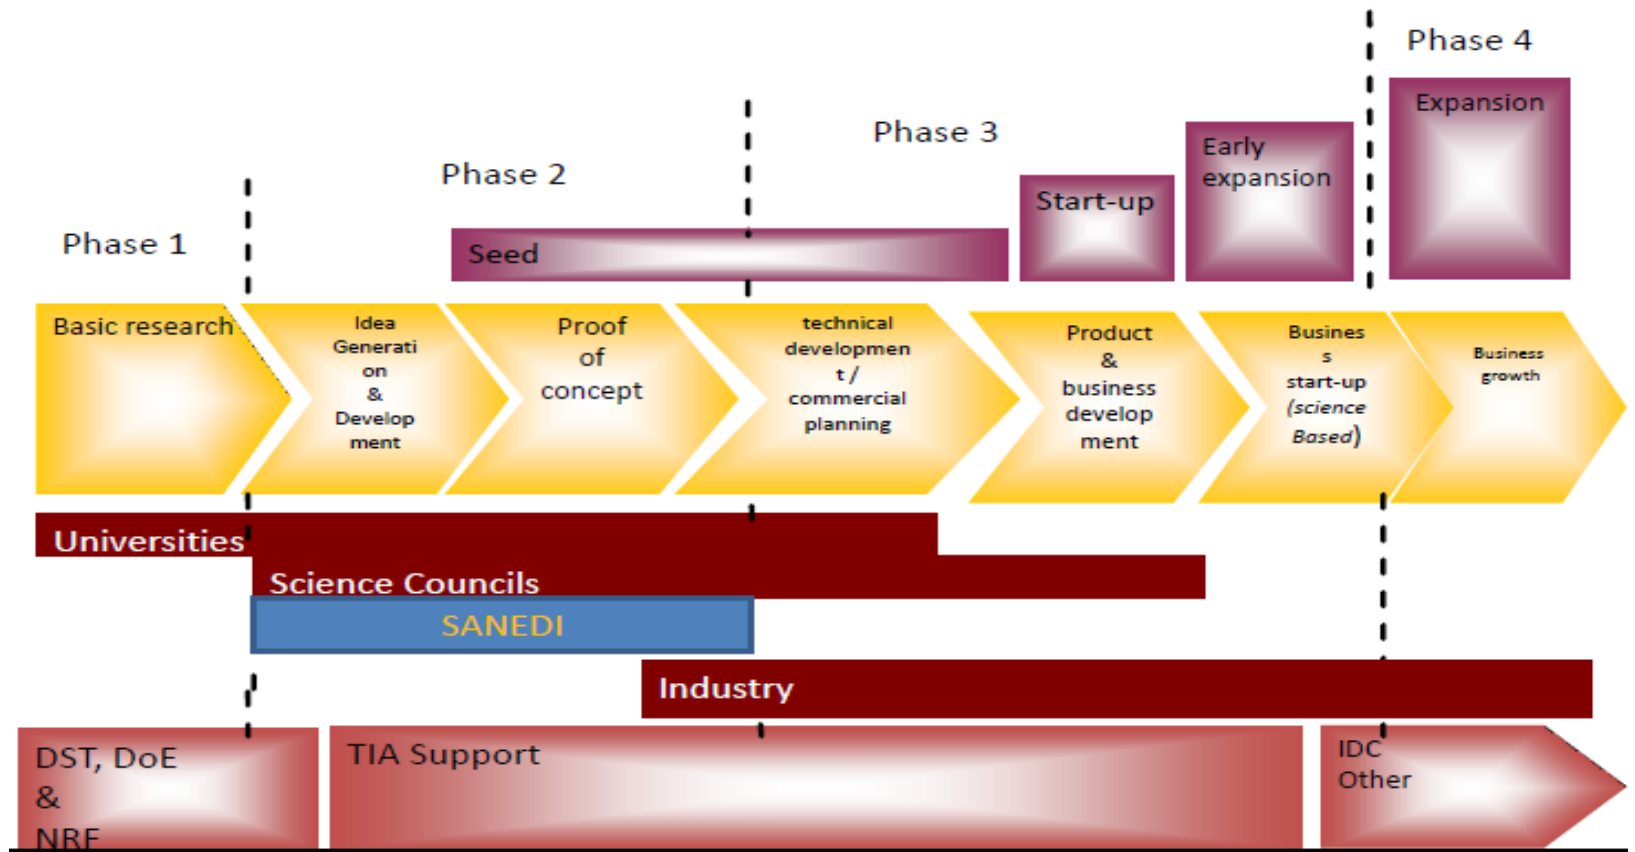 Phase 4
Expansion
Phase 3
Early
expansion
Phase 2
Start-up
Phase 1
Seed
Basic research
Idea
Generati
on
&
Develop
ment
Proof
of
concept
technical
developmen
t /
commercial
planning
Product
&
business
develop
ment
Busines
s
start-up
(science
Based)
Business
growth
Universities
Science Councils
SANEDI
Industry
DST, DoE
&
NRF
TIA Support
IDC
Other